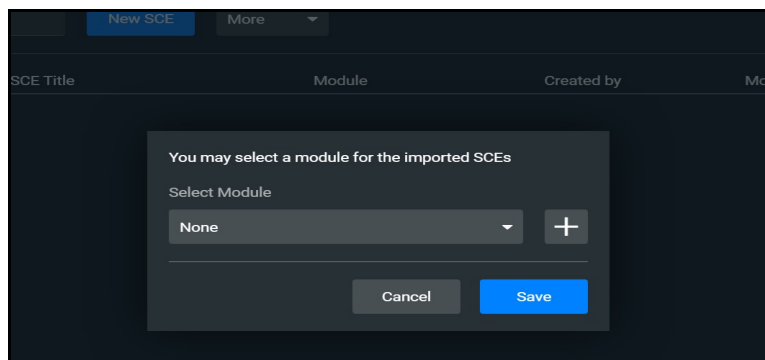 New SCE More
SCE Title Module Created by Mo
You may select a module for the imported SCEs
Select Module
None
Cancel Save